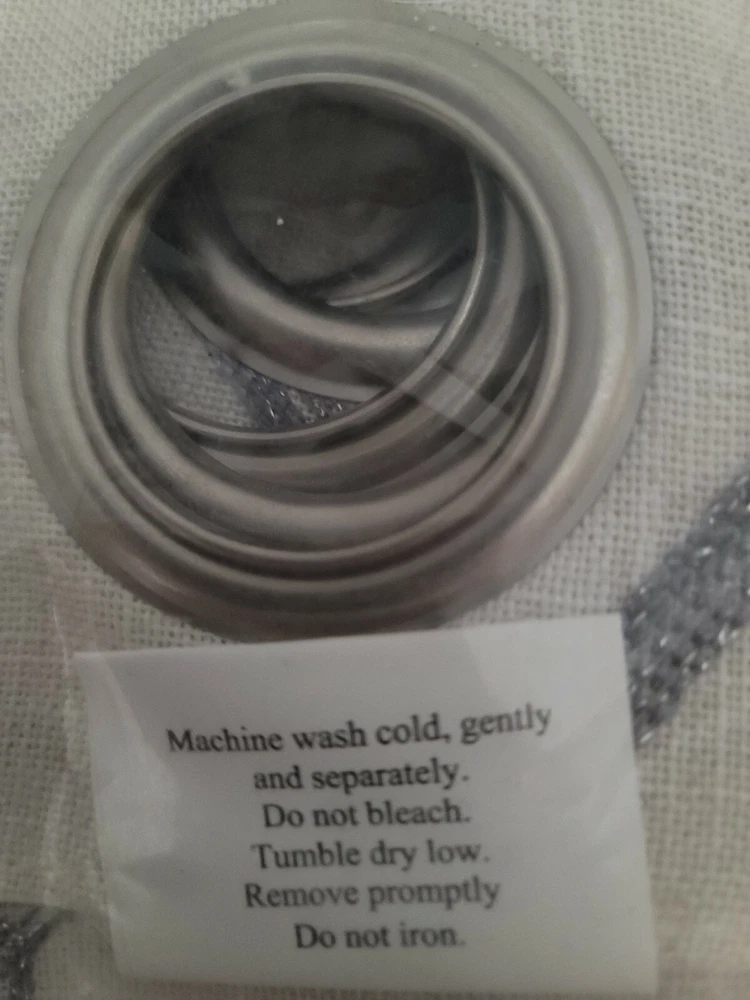 Machine wash cold, gently
and separately.
Do not bleach.
Tumble dry low.
Remove promptly
Do not iron.